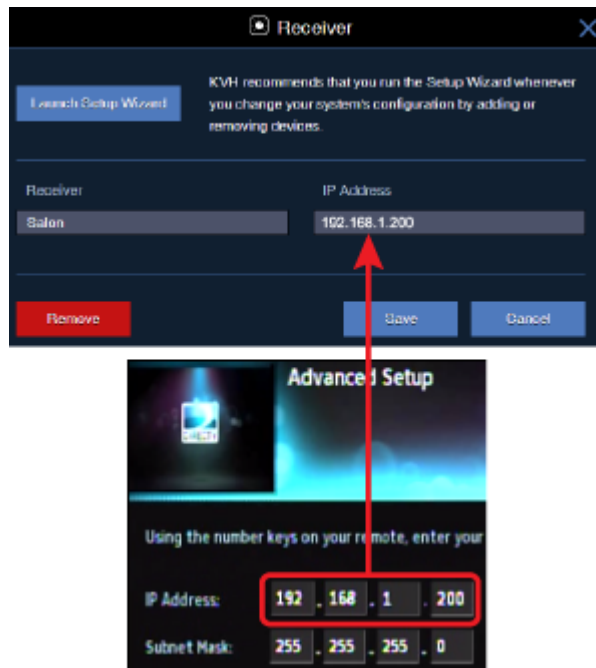 Receiver
KVH recommends that you run the Setup Wizard whenever
Launch Setup Wizard
you change your system's configuration by adding or
removing devices.
Receiver
IP Address
Salon
192.168.1.200
Remove
Save
Cancel
Advanced Setup
DIRECTV
Using the number keys on your remote, enter your
IP Address:
192 . 168 . 1 . 200
Subnet Mask:
255 . 255 . 255 . 0